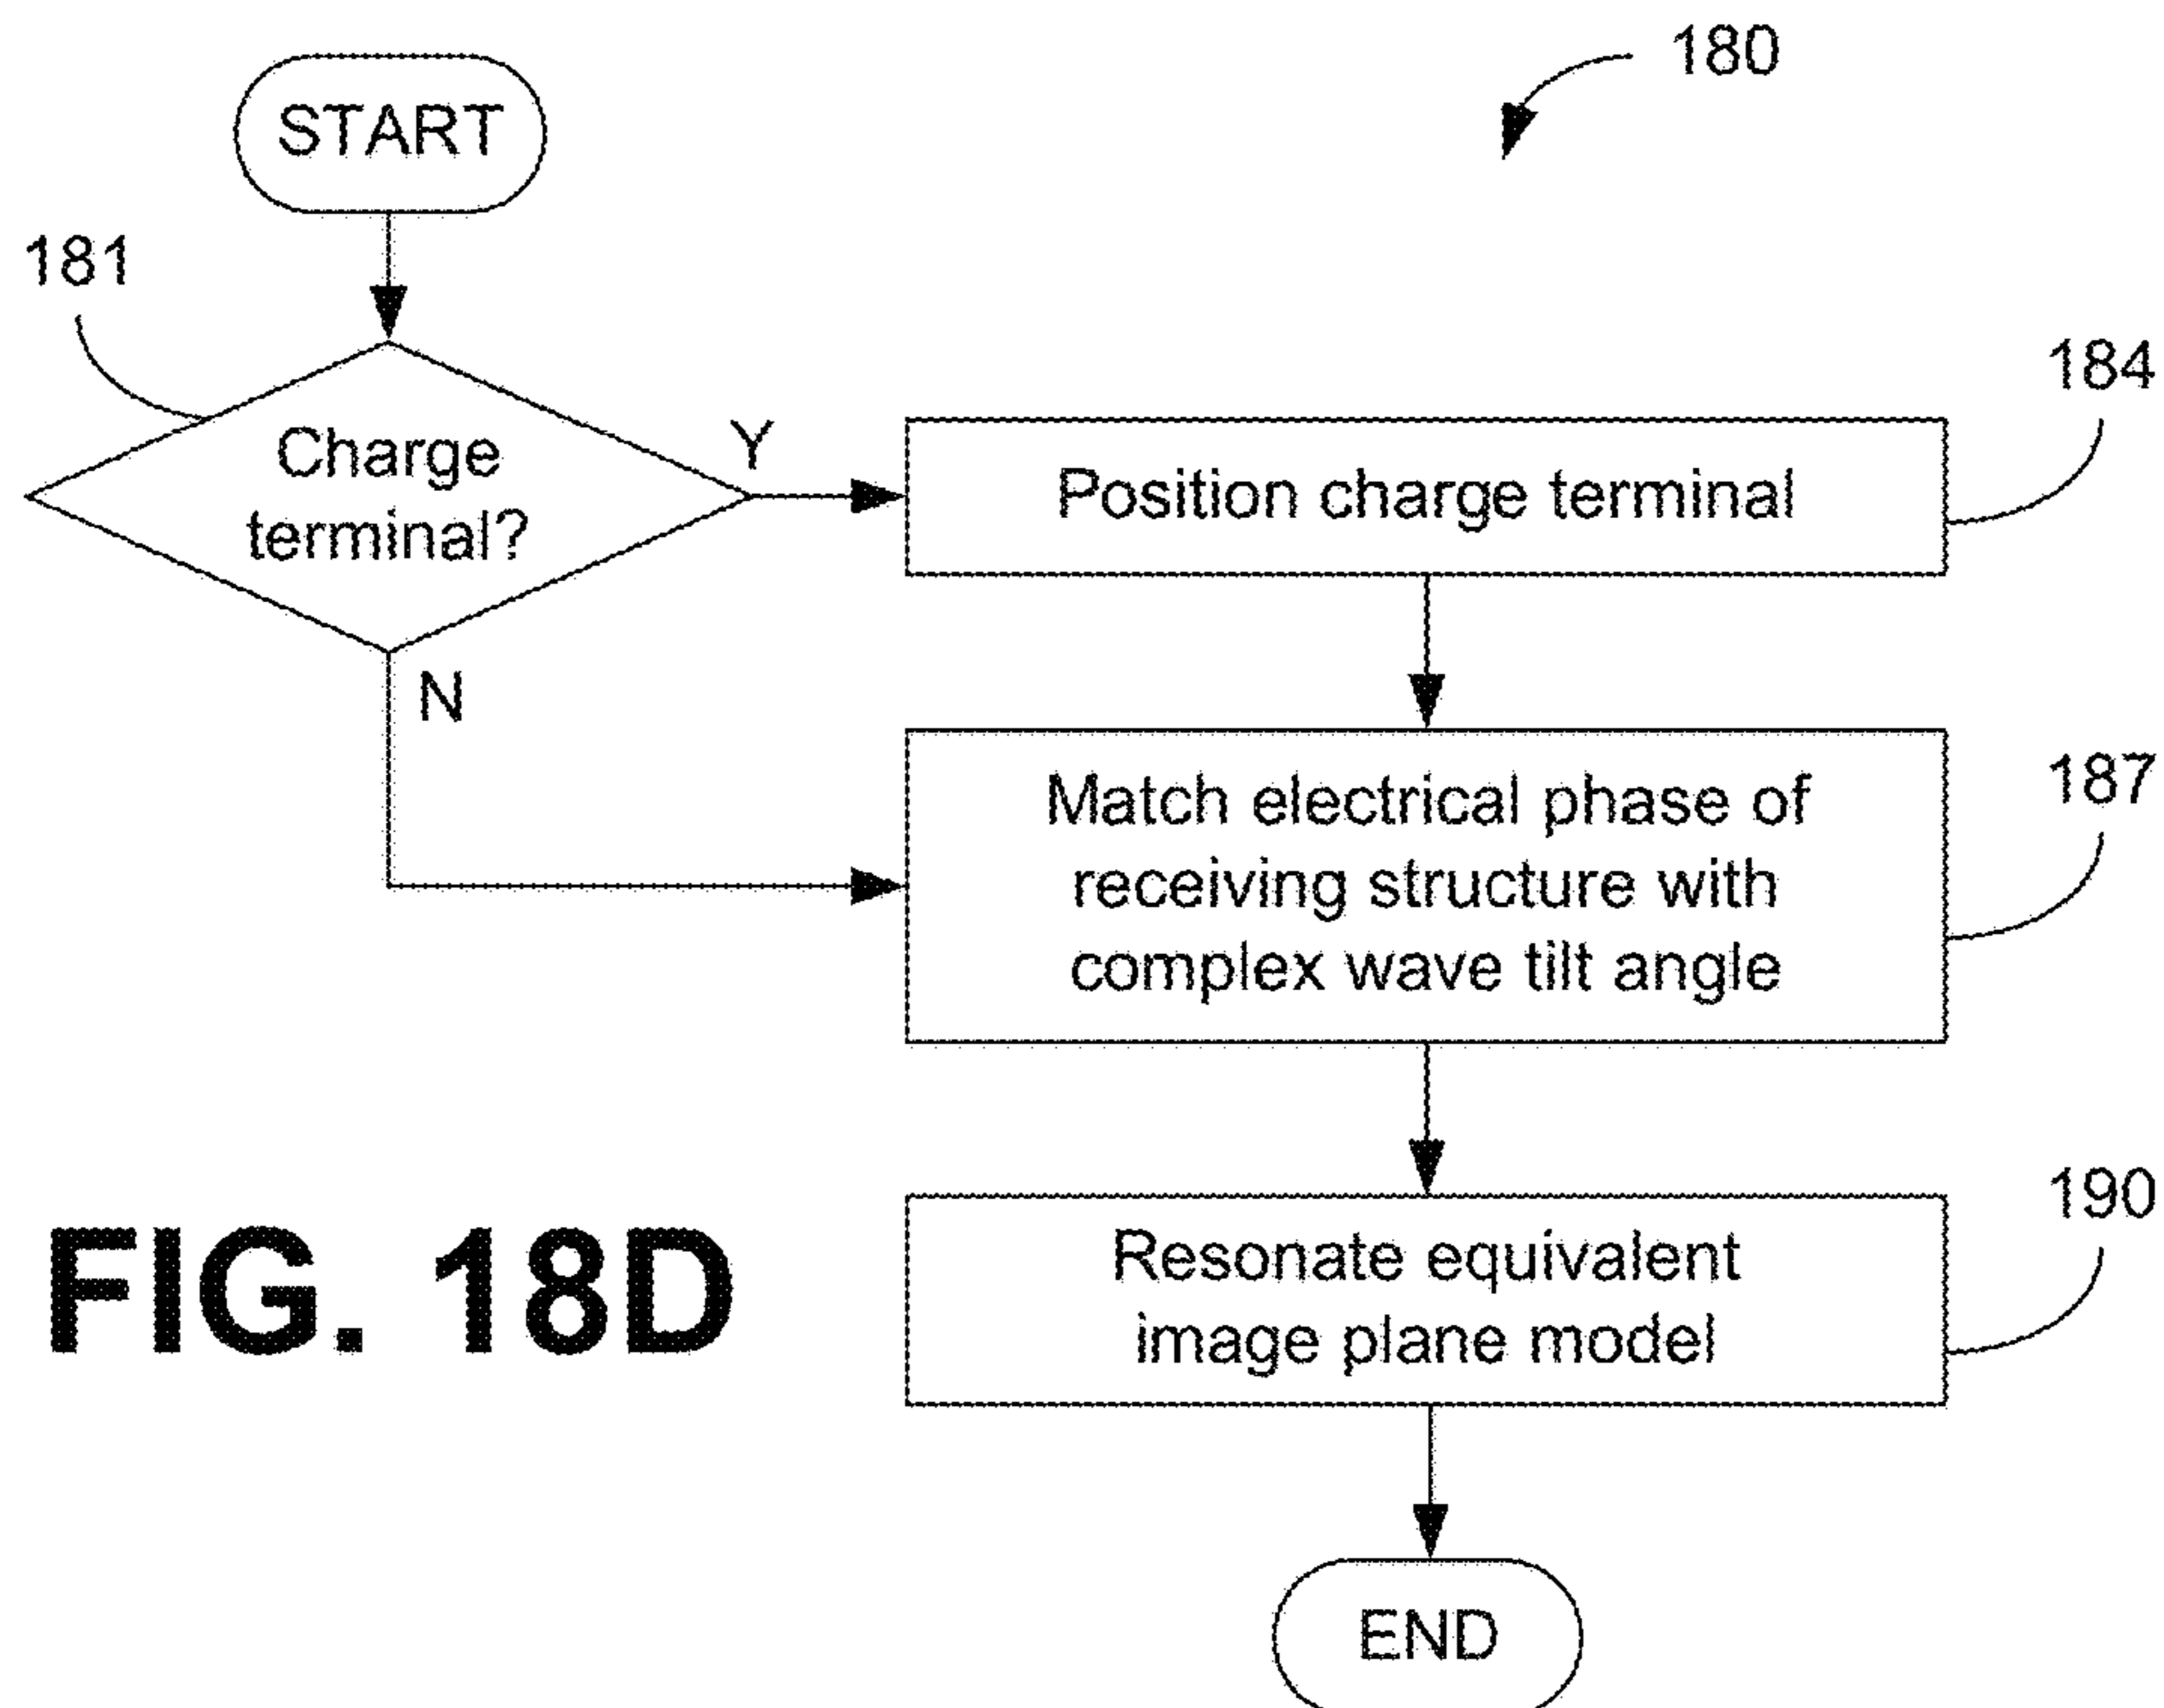 START
180
181
Charge
terminal?
Y
N
Position charge terminal
184
Match electrical phase of
receiving structure with
complex wave tilt angle
187
Resonate equivalent
image plane model
190
END
FIG. 18D